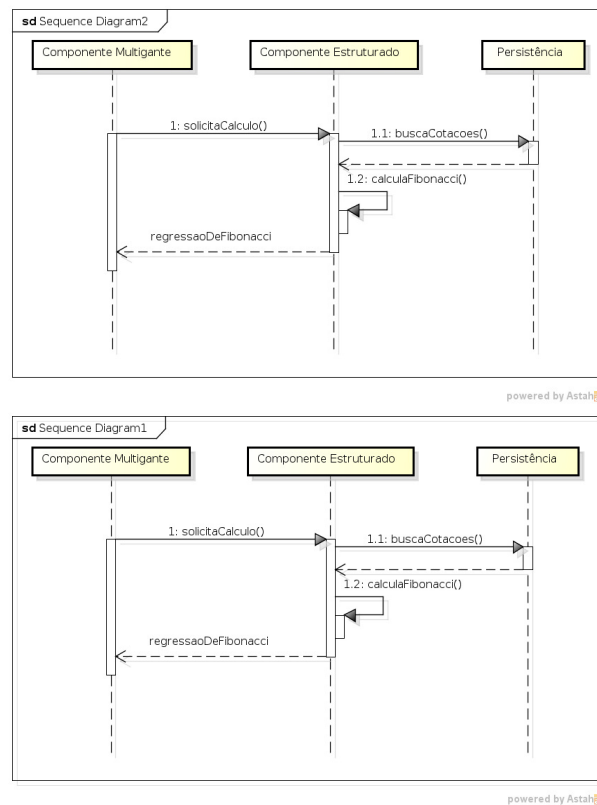 sd Sequence Diagram2
Componente Multigante
Componente Estruturado
Persistência
1: solicitaCalculo()
1.1: buscaCotacoes()
1.2: calculaFibonacci()
regressaoDeFibonacci
powered by Astah
sd Sequence Diagram1
Componente Multigante
Componente Estruturado
Persistência
1: solicitaCalculo()
1.1: buscaCotacoes()
1.2: calculaFibonacci()
regressaoDeFibonacci
powered by Astah